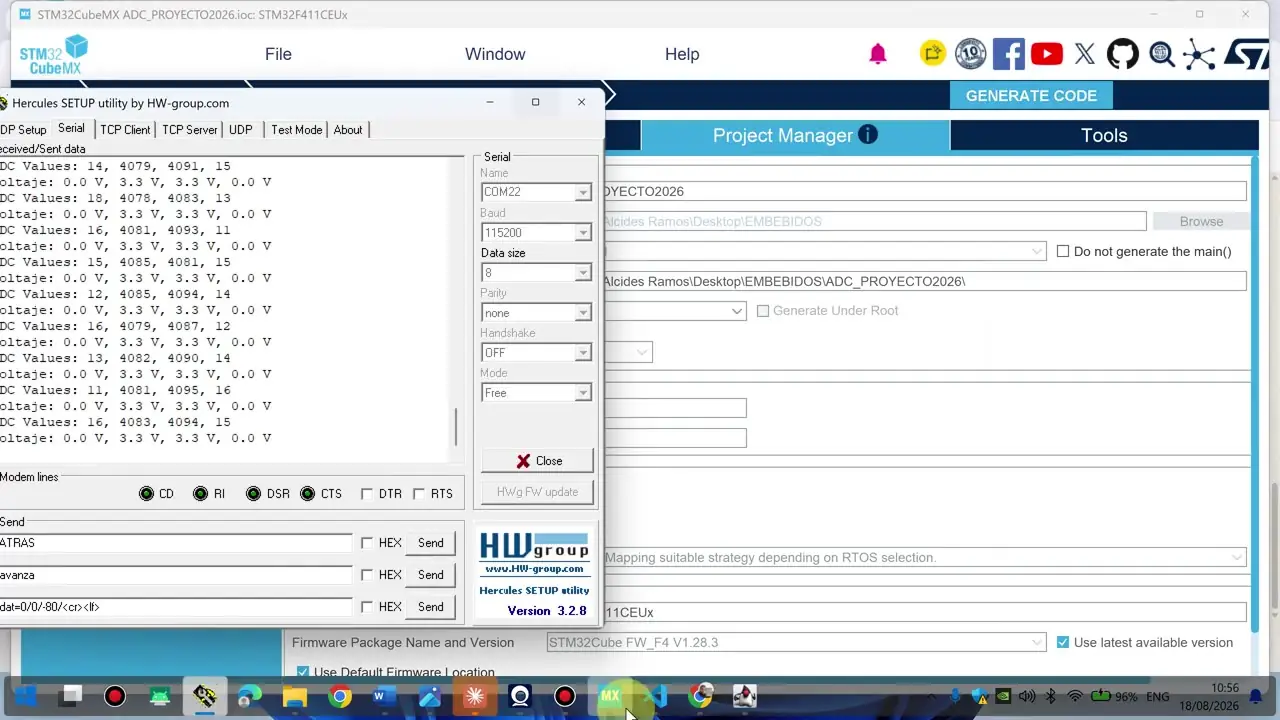 STM32CubeMX ADC_PROYECTO2026.ioc: STM32F411CEUx
STM32 CubeMX
File Window Help
GENERATE CODE
Hercules SETUP utility by HW-group.com
DP Setup Serial TCP Client TCP Server UDP Test Mode About
Project Manager
Tools
eceived/Sent data
DC Values: 14, 4079, 4091, 15
oltaje: 0.0 V, 3.3 V, 3.3 V, 0.0 V
DC Values: 18, 4078, 4083, 13
oltaje: 0.0 V, 3.3 V, 3.3 V, 0.0 V
DC Values: 16, 4081, 4093, 11
oltaje: 0.0 V, 3.3 V, 3.3 V, 0.0 V
DC Values: 15, 4085, 4081, 15
oltaje: 0.0 V, 3.3 V, 3.3 V, 0.0 V
DC Values: 12, 4085, 4094, 14
oltaje: 0.0 V, 3.3 V, 3.3 V, 0.0 V
DC Values: 16, 4079, 4087, 12
oltaje: 0.0 V, 3.3 V, 3.3 V, 0.0 V
DC Values: 13, 4082, 4090, 14
oltaje: 0.0 V, 3.3 V, 3.3 V, 0.0 V
DC Values: 11, 4081, 4095, 16
oltaje: 0.0 V, 3.3 V, 3.3 V, 0.0 V
DC Values: 16, 4083, 4094, 15
oltaje: 0.0 V, 3.3 V, 3.3 V, 0.0 V
Serial
Name
COM22
Baud
115200
Data size
8
Parity
none
Handshake
OFF
Mode
Free
Close
HWg FW update
Modem lines
CD RI DSR CTS DTR RTS
Send
ATRAS HEX Send
avanza HEX Send
dat=0/0/-80/<cr><lf> HEX Send
HW group
www.HW-group.com
Hercules SETUP utility
Version 3.2.8
OYECTO2026
Alcides Ramos\Desktop\EMBEBIDOS Browse
Do not generate the main()
Alcides Ramos\Desktop\EMBEBIDOS\ADC_PROYECTO2026\
Generate Under Root
Mapping suitable strategy depending on RTOS selection.
11CEUx
Firmware Package Name and Version STM32Cube FW_F4 V1.28.3 Use latest available version
Use Default Firmware Location
MX
96% ENG
10:56
18/08/2026